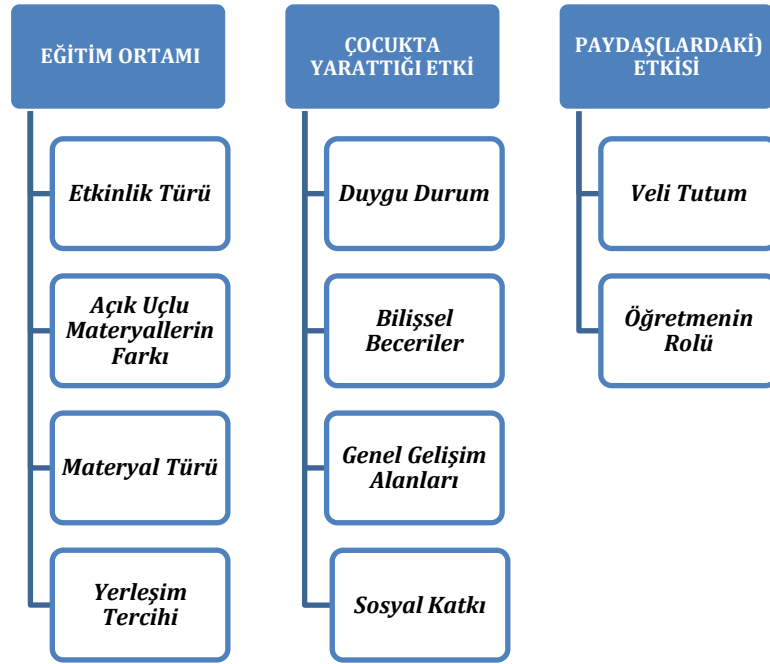 EĞİTİM ORTAMI
Etkinlik Türü
Açık Uçlu
Materyallerin
Farkı
Materyal Türü
Yerleşim
Tercihi
ÇOCUKTA
YARATTIĞI ETKİ
Duygu Durum
Bilişsel
Beceriler
Genel Gelişim
Alanları
Sosyal Katkı
PAYDAŞ(LARDAKİ)
ETKİSİ
Veli Tutum
Öğretmenin
Rolü